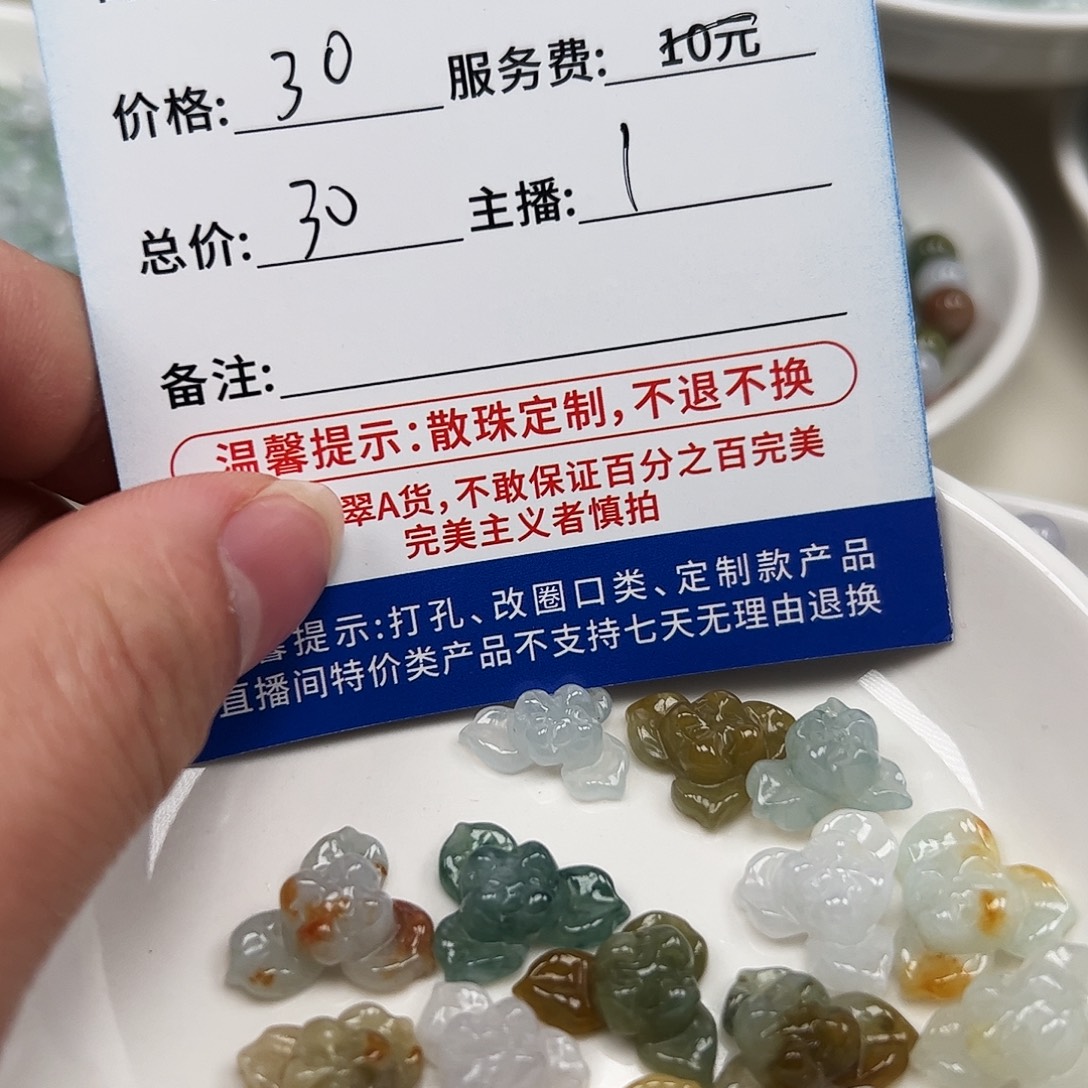 价格: 30 服务费: 10元
总价: 30 主播: 1
备注:
温馨提示:散珠定制,不退不换
翠A货,不敢保证百分之百完美
完美主义者慎拍
馨提示:打孔、改圈口类、定制款产品
直播间特价类产品不支持七天无理由退换